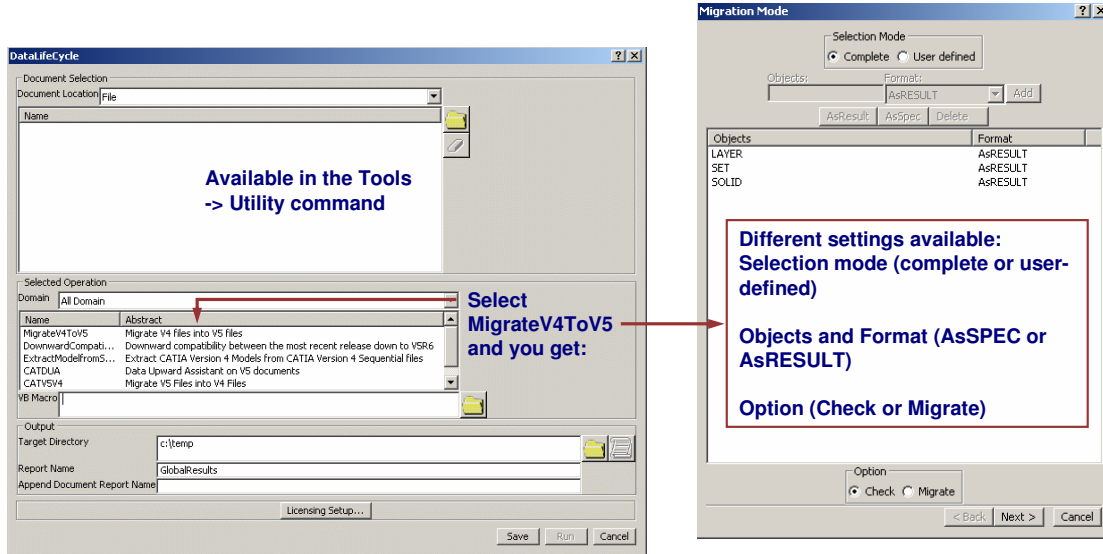 DataLifeCycle
Document Selection
Document Location File
Name
Available in the Tools
-> Utility command
Selected Operation
Domain All Domain
Name Abstract
MigrateV4ToV5 Migrate V4 files into V5 files
DownwardCompati... Downward compatibility between the most recent release down to V5R6
ExtractModelfromS... Extract CATIA Version 4 Models from CATIA Version 4 Sequential files
CATDUA Data Upward Assistant on V5 documents
CATV5V4 Migrate V5 Files into V4 Files
VB Macro
Output
Target Directory c:\temp
Report Name GlobalResults
Append Document Report Name
Licensing Setup...
Save Run Cancel
Select
MigrateV4ToV5
and you get:
Migration Mode
Selection Mode
Complete User defined
Objects: Format:
AsRESULT Add
AsResult AsSpec Delete
Objects Format
LAYER AsRESULT
SET AsRESULT
SOLID AsRESULT
Different settings available:
Selection mode (complete or user-
defined)
Objects and Format (AsSPEC or
AsRESULT)
Option (Check or Migrate)
Option
Check Migrate
< Back Next > Cancel